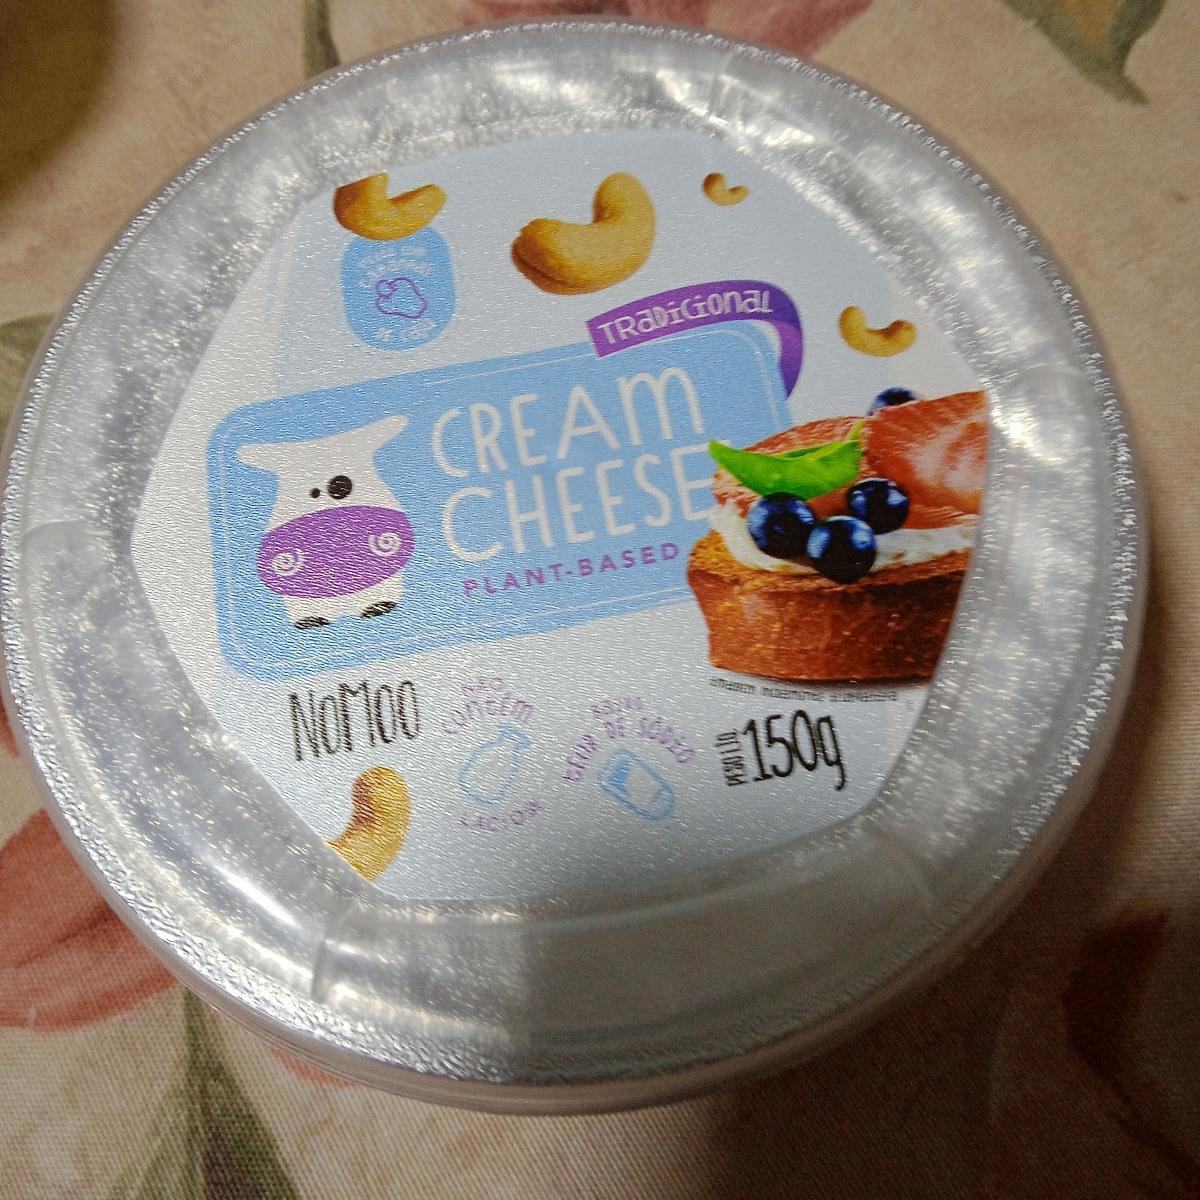 TRADICIONAL
CREAM
CHEESE
PLANT-BASED
NoMoo
NÃO
CONTÉM
LACTOSE
BAIXO
TEOR DE SÓDIO
PESO LÍQ
150g